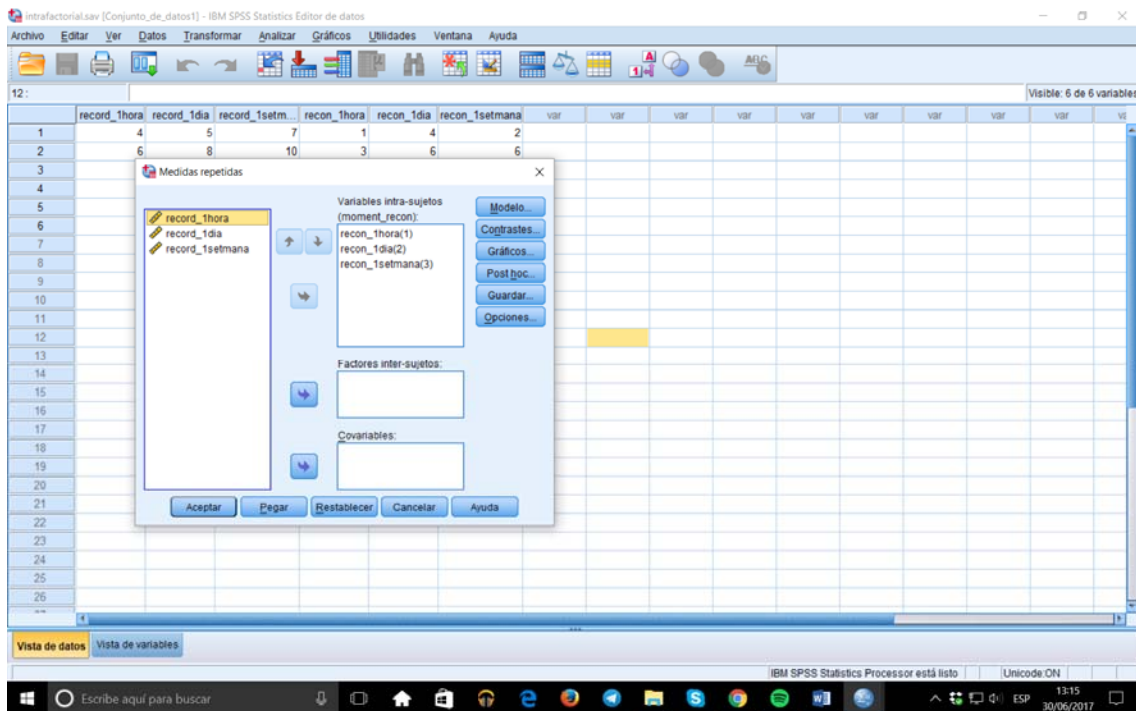 intrafactorial.sav [Conjunto_de_datos1] - IBM SPSS Statistics Editor de datos
Archivo Editar Ver Datos Transformar Analizar Gráficos Utilidades Ventana Ayuda
12 :
Visible: 6 de 6 variables
record_1hora record_1dia record_1setm... recon_1hora recon_1dia recon_1setmana var var var var var var
1 4 5 7 1 4 2
2 6 8 10 3 6 6
3
4
5
6
7
8
9
10
11
12
13
14
15
16
17
18
19
20
21
22
23
24
25
26
Medidas repetidas
record_1hora
record_1dia
record_1setmana
Variables intra-sujetos
(moment_recon):
recon_1hora(1)
recon_1dia(2)
recon_1setmana(3)
Factores inter-sujetos:
Covariables:
Modelo...
Contrastes...
Gráficos...
Post hoc...
Guardar...
Opciones...
Aceptar Pegar Restablecer Cancelar Ayuda
Vista de datos Vista de variables
IBM SPSS Statistics Processor está listo Unicode:ON
Escribe aquí para buscar
ESP
13:15
30/06/2017